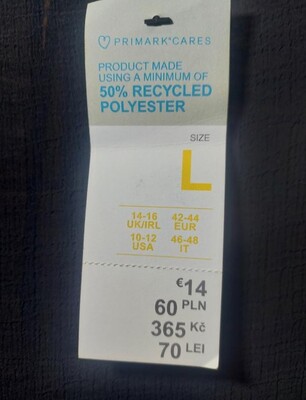 PRIMARK®CARES
PRODUCT MADE
USING A MINIMUM OF
50% RECYCLED
POLYESTER
SIZE
L
14-16 42-44
UK/IRL EUR
10-12 46-48
USA IT
€14
60 PLN
365 Kč
70 LEI